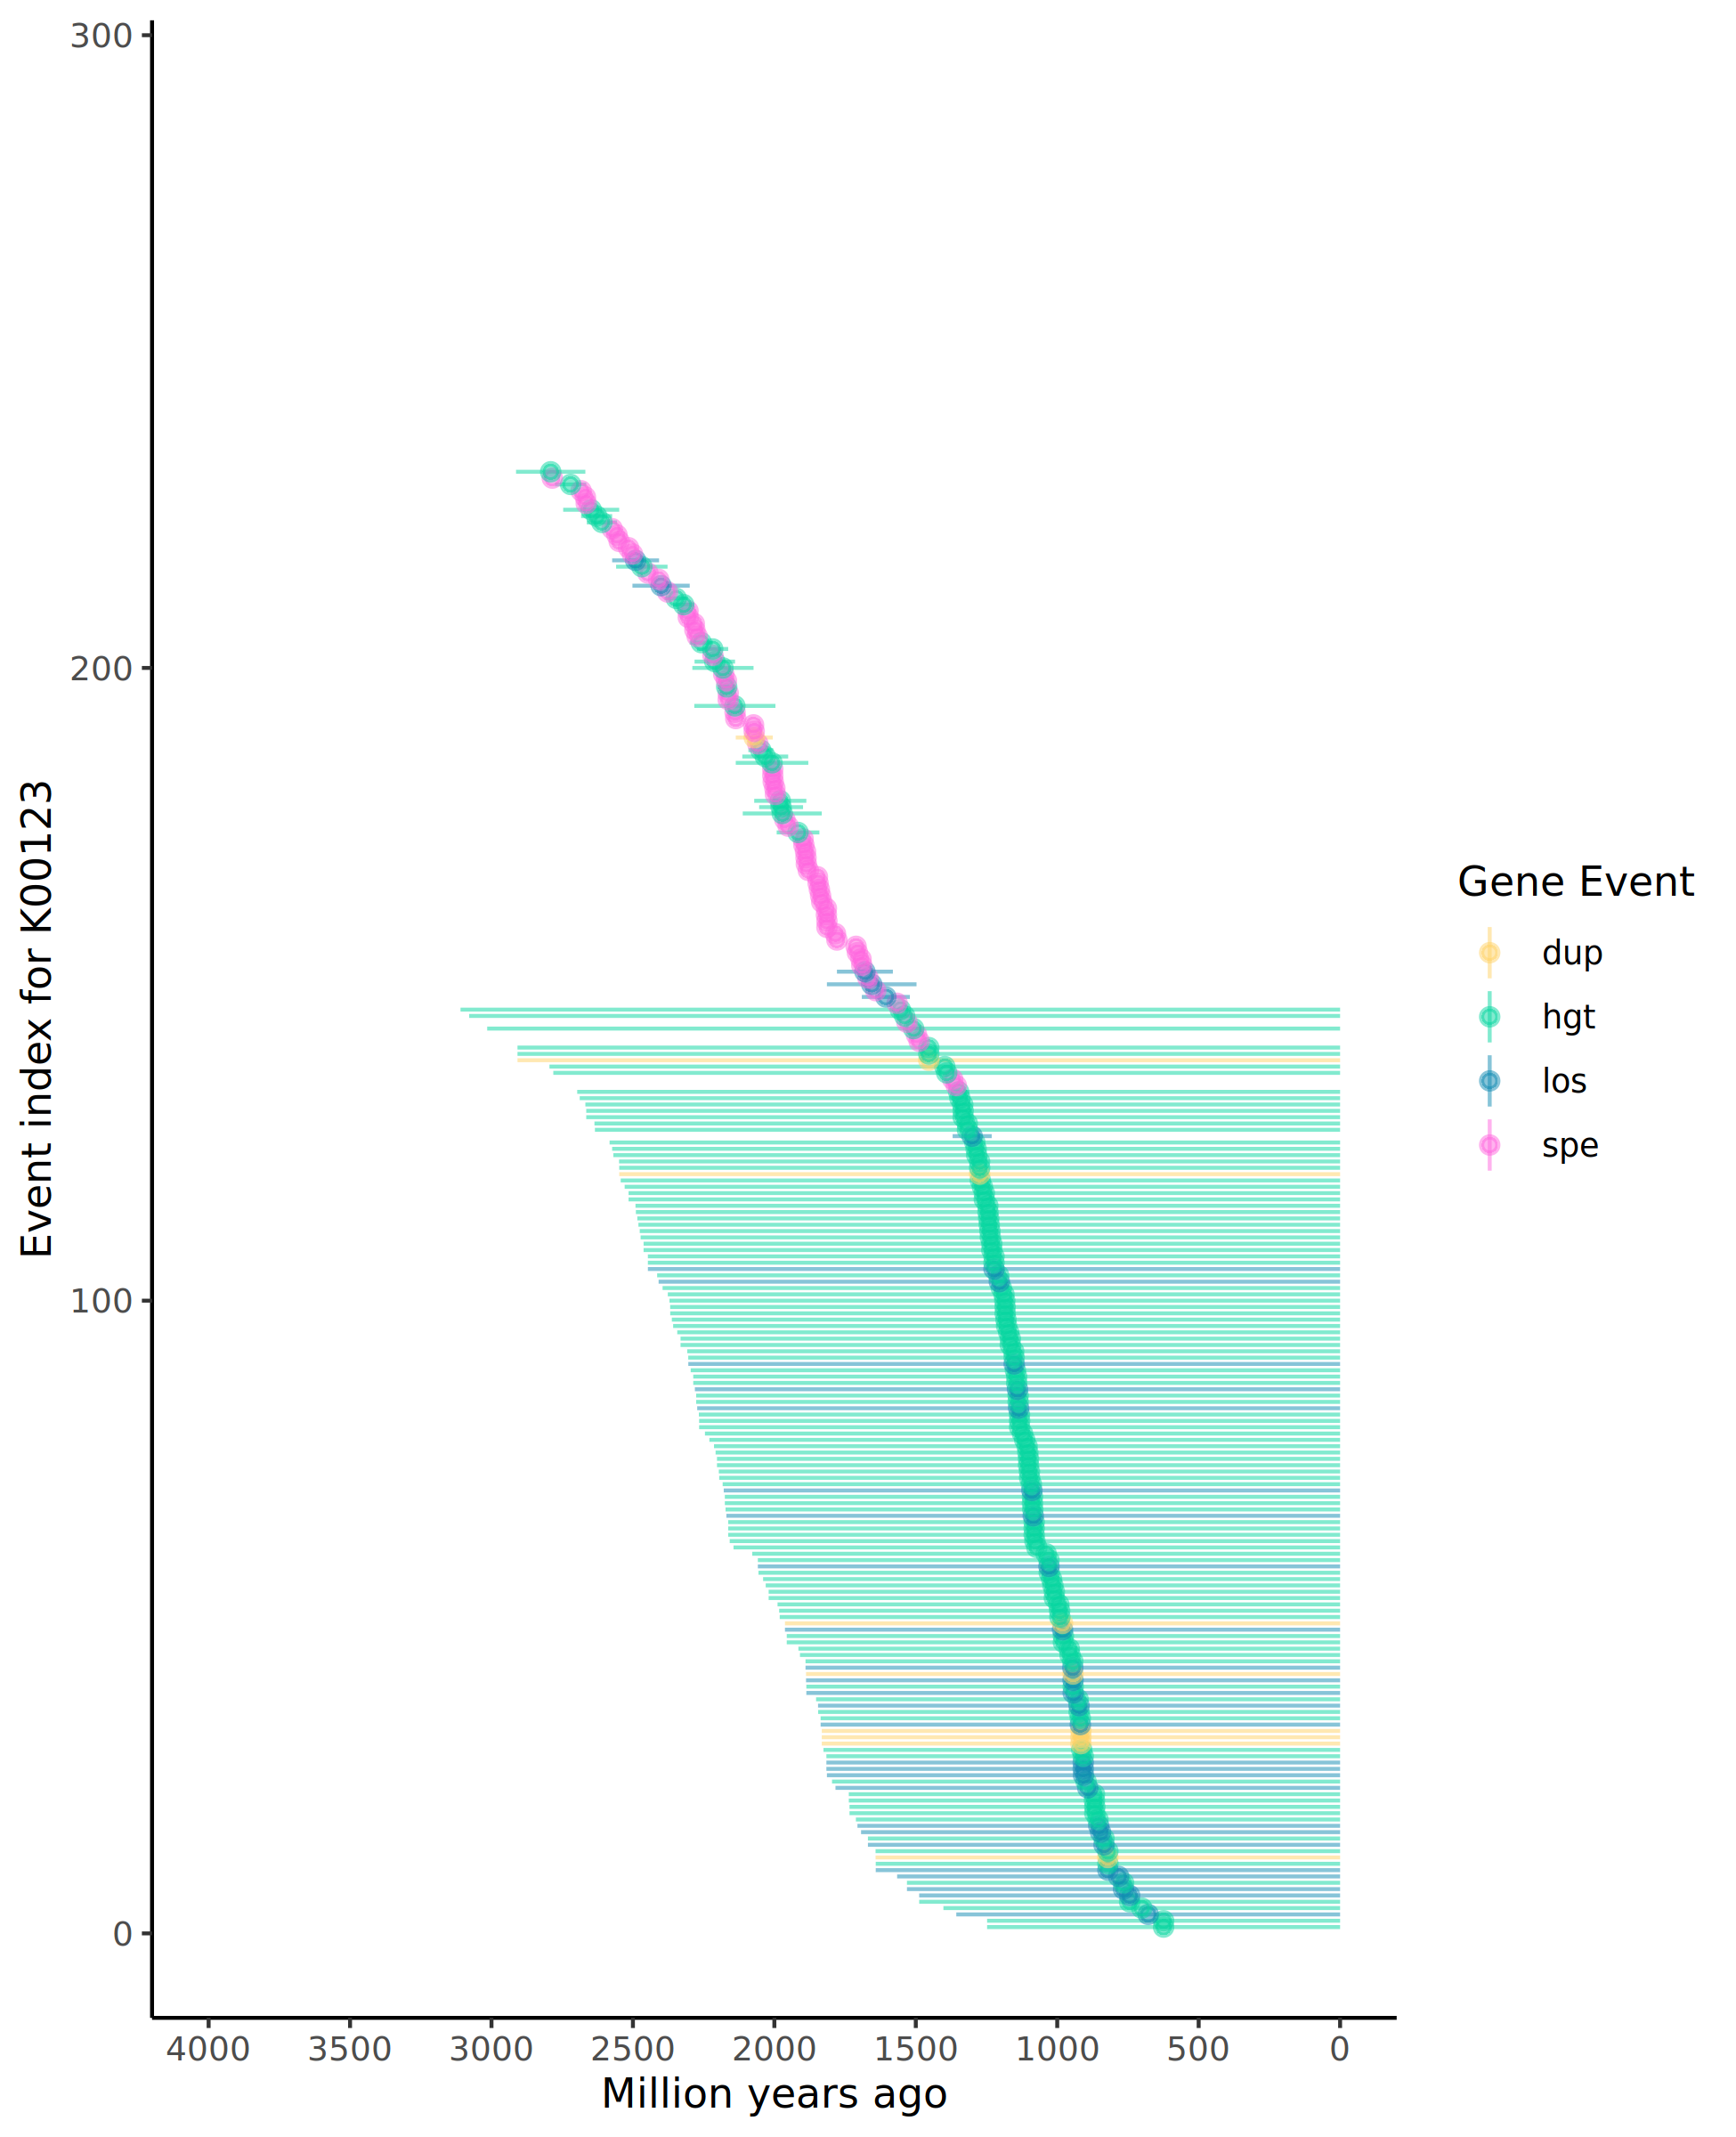 300
200
100
0
Event index for K00123
4000 3500 3000 2500 2000 1500 1000 500 0
Million years ago
Gene Event
dup
hgt
los
spe